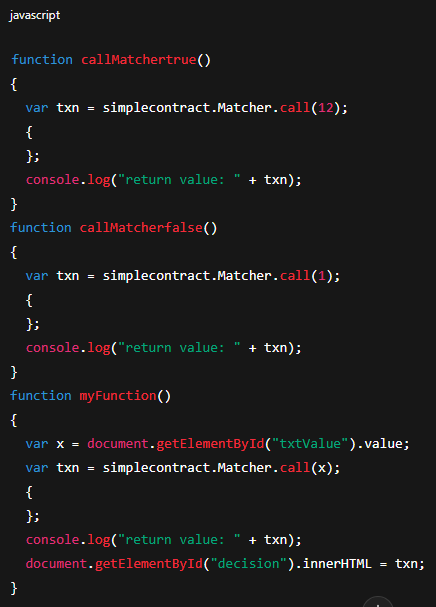 javascript
function callMatchertrue()
{
var txn = simplecontract.Matcher.call(12);
{
};
console.log("return value: " + txn);
}
function callMatcherfalse()
{
var txn = simplecontract.Matcher.call(1);
{
};
console.log("return value: " + txn);
}
function myFunction()
{
var x = document.getElementById("txtValue").value;
var txn = simplecontract.Matcher.call(x);
{
};
console.log("return value: " + txn);
document.getElementById("decision").innerHTML = txn;
}